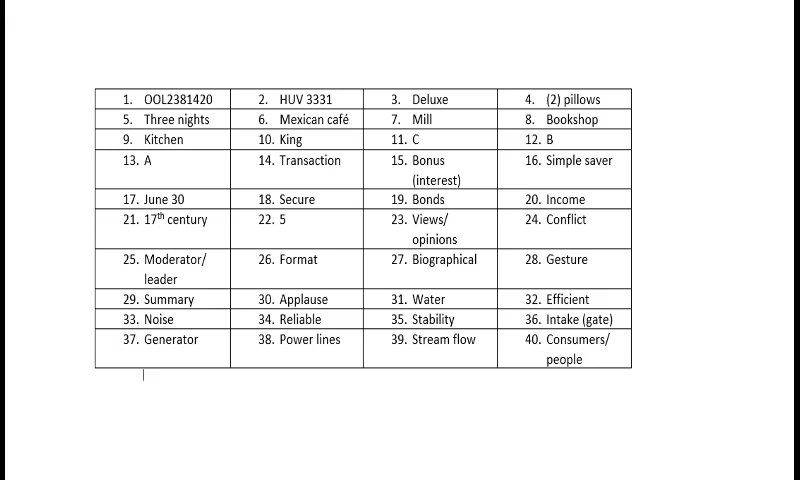 1. OOL2381420 2. HUV 3331 3. Deluxe 4. (2) pillows
5. Three nights 6. Mexican café 7. Mill 8. Bookshop
9. Kitchen 10. King 11. C 12. B
13. A 14. Transaction 15. Bonus (interest) 16. Simple saver
17. June 30 18. Secure 19. Bonds 20. Income
21. 17th century 22. 5 23. Views/ opinions 24. Conflict
25. Moderator/ leader 26. Format 27. Biographical 28. Gesture
29. Summary 30. Applause 31. Water 32. Efficient
33. Noise 34. Reliable 35. Stability 36. Intake (gate)
37. Generator 38. Power lines 39. Stream flow 40. Consumers/ people